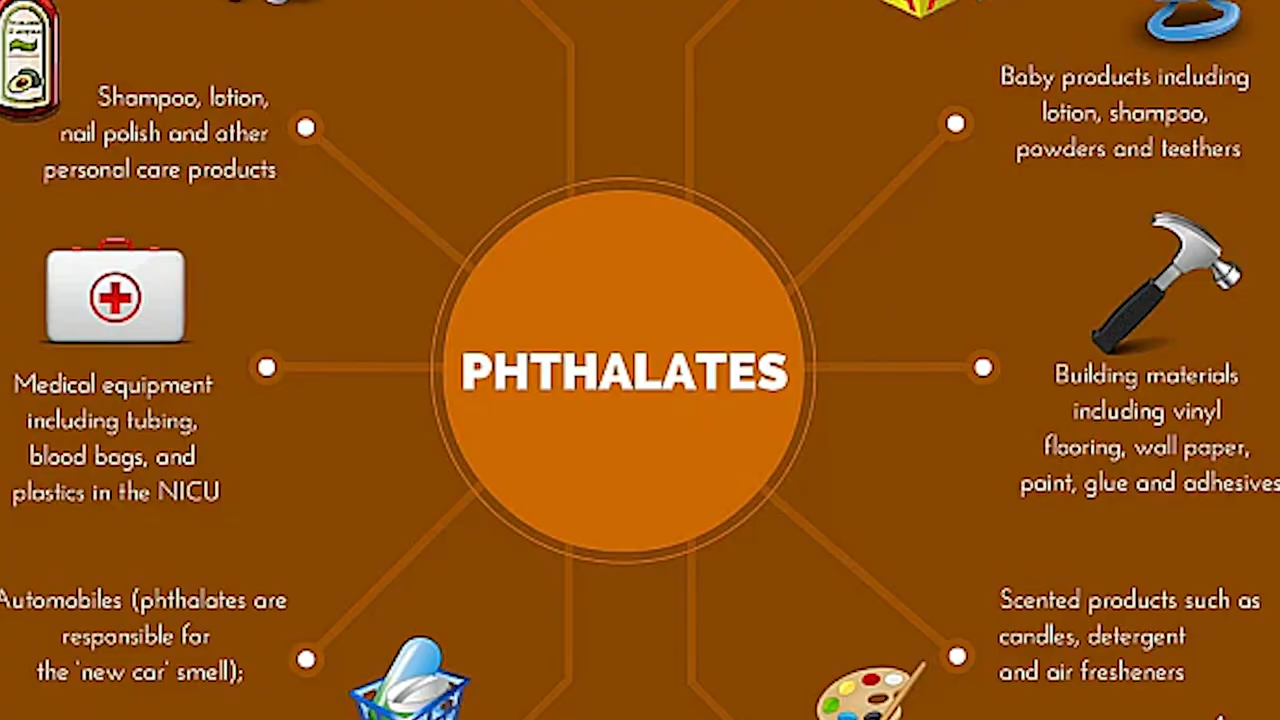 Shampoo, lotion,
nail polish and other
personal care products
Medical equipment
including tubing,
blood bags, and
plastics in the NICU
Automobiles (phthalates are
responsible for
the 'new car' smell);
PHTHALATES
Baby products including
lotion, shampoo,
powders and teethers
Building materials
including vinyl
flooring, wall paper,
paint, glue and adhesives
Scented products such as
candles, detergent
and air fresheners